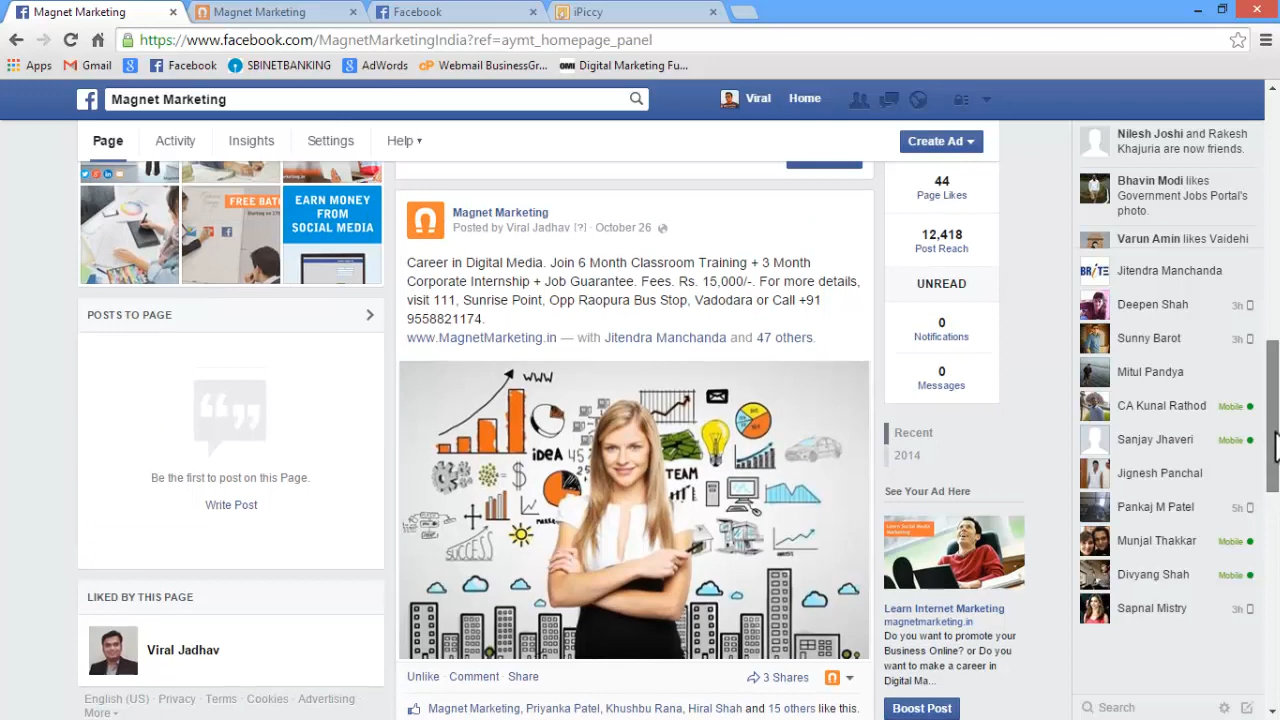 Magnet Marketing
Magnet Marketing
Facebook
iPiccy
https://www.facebook.com/MagnetMarketingIndia?ref=aymt_homepage_panel
Apps
Gmail
Facebook
SBINETBANKING
AdWords
Webmail BusinessGr...
Digital Marketing Fu...
Magnet Marketing
Viral
Home
Page
Activity
Insights
Settings
Help
Create Ad
FREE BATC
EARN MONEY
FROM
SOCIAL MEDIA
POSTS TO PAGE
Be the first to post on this Page.
Write Post
LIKED BY THIS PAGE
Viral Jadhav
English (US) · Privacy · Terms · Cookies · Advertising ·
More
Magnet Marketing
Posted by Viral Jadhav [?] · October 26
Career in Digital Media. Join 6 Month Classroom Training + 3 Month
Corporate Internship + Job Guarantee. Fees. Rs. 15,000/-. For more details,
visit 111, Sunrise Point, Opp Raopura Bus Stop, Vadodara or Call +91
9558821174.
www.MagnetMarketing.in — with Jitendra Manchanda and 47 others.
WWW
iDEA
45
TEAM
SUCCESS
Unlike · Comment · Share
3 Shares
Magnet Marketing, Priyanka Patel, Khushbu Rana, Hiral Shah and 15 others like this.
44
Page Likes
12,418
Post Reach
UNREAD
0
Notifications
0
Messages
Recent
2014
See Your Ad Here
Learn Internet Marketing
magnetmarketing.in
Do you want to promote your
Business Online? or Do you
want to make a career in
Digital Ma...
Boost Post
Nilesh Joshi and Rakesh
Khajuria are now friends.
Bhavin Modi likes
Government Jobs Portal's
photo.
Varun Amin likes Vaidehi
Jitendra Manchanda
Deepen Shah 3h
Sunny Barot 3h
Mitul Pandya
CA Kunal Rathod Mobile
Sanjay Jhaveri Mobile
Jignesh Panchal
Pankaj M Patel 5h
Munjal Thakkar Mobile
Divyang Shah Mobile
Sapnal Mistry 3h
Search